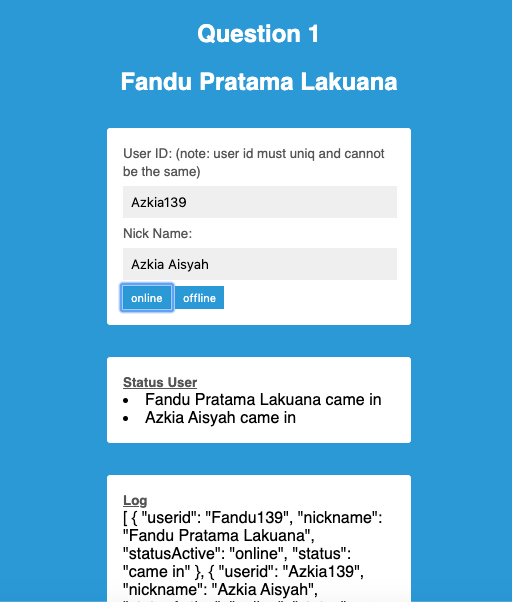 Question 1
Fandu Pratama Lakuana
User ID: (note: user id must uniq and cannot
be the same)
Azkia139
Nick Name:
Azkia Aisyah
online offline
Status User
• Fandu Pratama Lakuana came in
• Azkia Aisyah came in
Log
[ { "userid": "Fandu139", "nickname":
"Fandu Pratama Lakuana",
"statusActive": "online", "status":
"came in" }, { "userid": "Azkia139",
"nickname": "Azkia Aisyah",